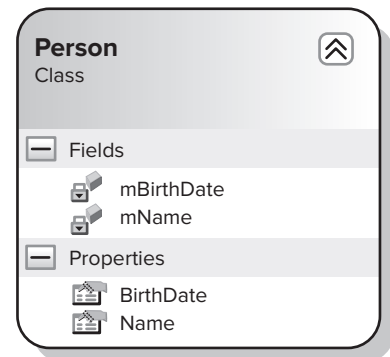 Person
Class
Fields
mBirthDate
mName
Properties
BirthDate
Name